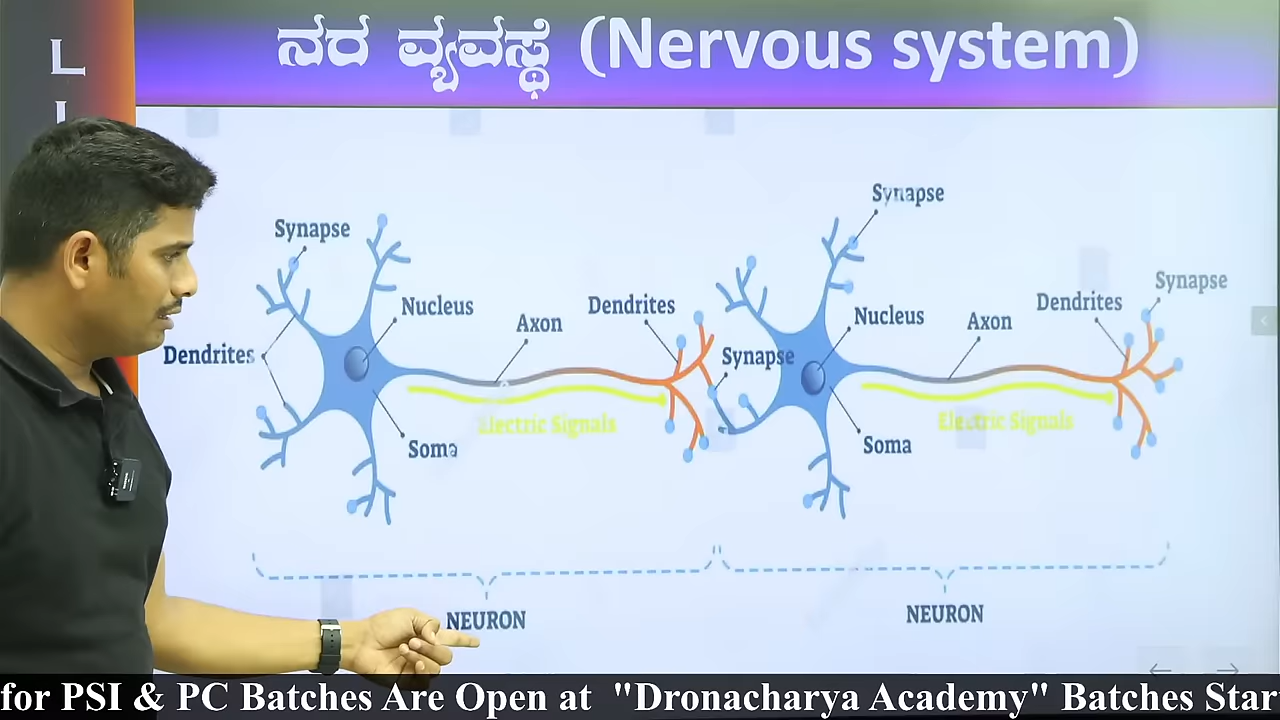 L
ನರ ವ್ಯವಸ್ಥೆ (Nervous system)
Synapse
Synapse
Synapse
Nucleus
Axon
Dendrites
Dendrites
Nucleus
Axon
Dendrites
Synapse
Electric Signals
Electric Signals
Soma
Soma
NEURON
NEURON
for PSI & PC Batches Are Open at "Dronacharya Academy" Batches Star